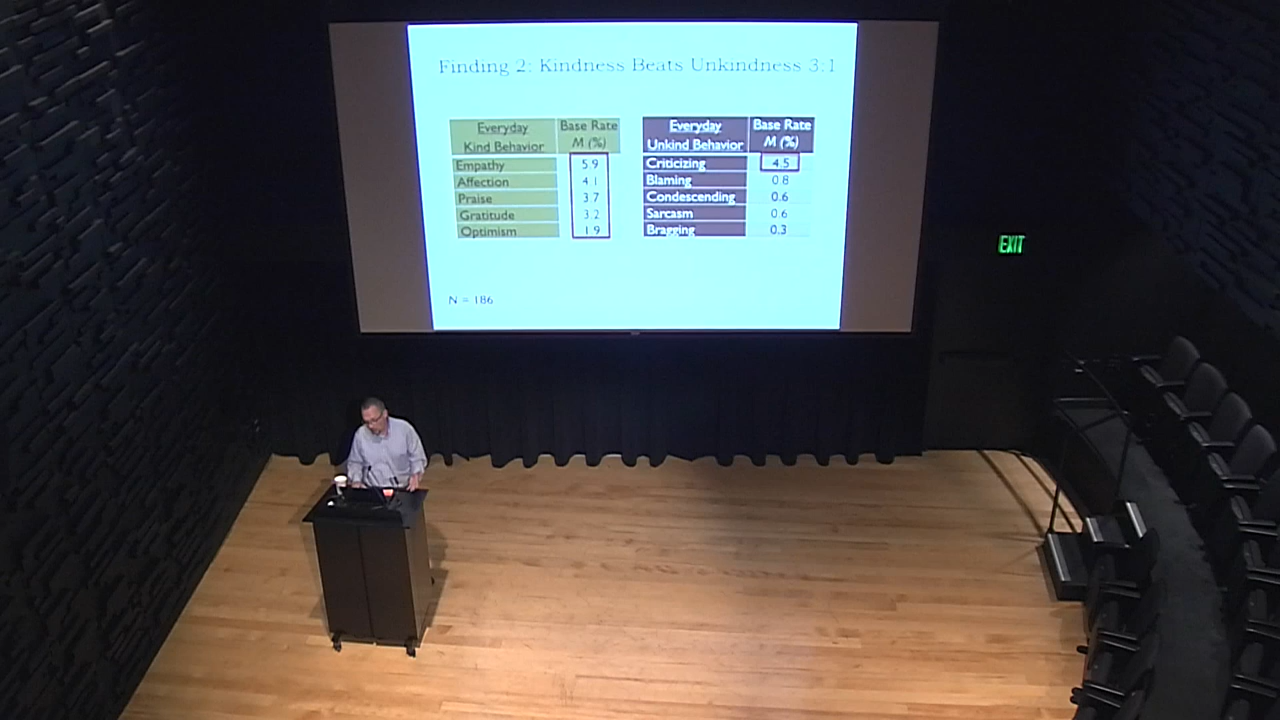 Finding 2: Kindness Beats Unkindness 3:1
Everyday Kind Behavior Base Rate M (%)
Empathy 5.9
Affection 4.1
Praise 3.7
Gratitude 3.2
Optimism 1.9
Everyday Unkind Behavior Base Rate M (%)
Criticizing 4.5
Blaming 0.8
Condescending 0.6
Sarcasm 0.6
Bragging 0.3
N = 186
EXIT